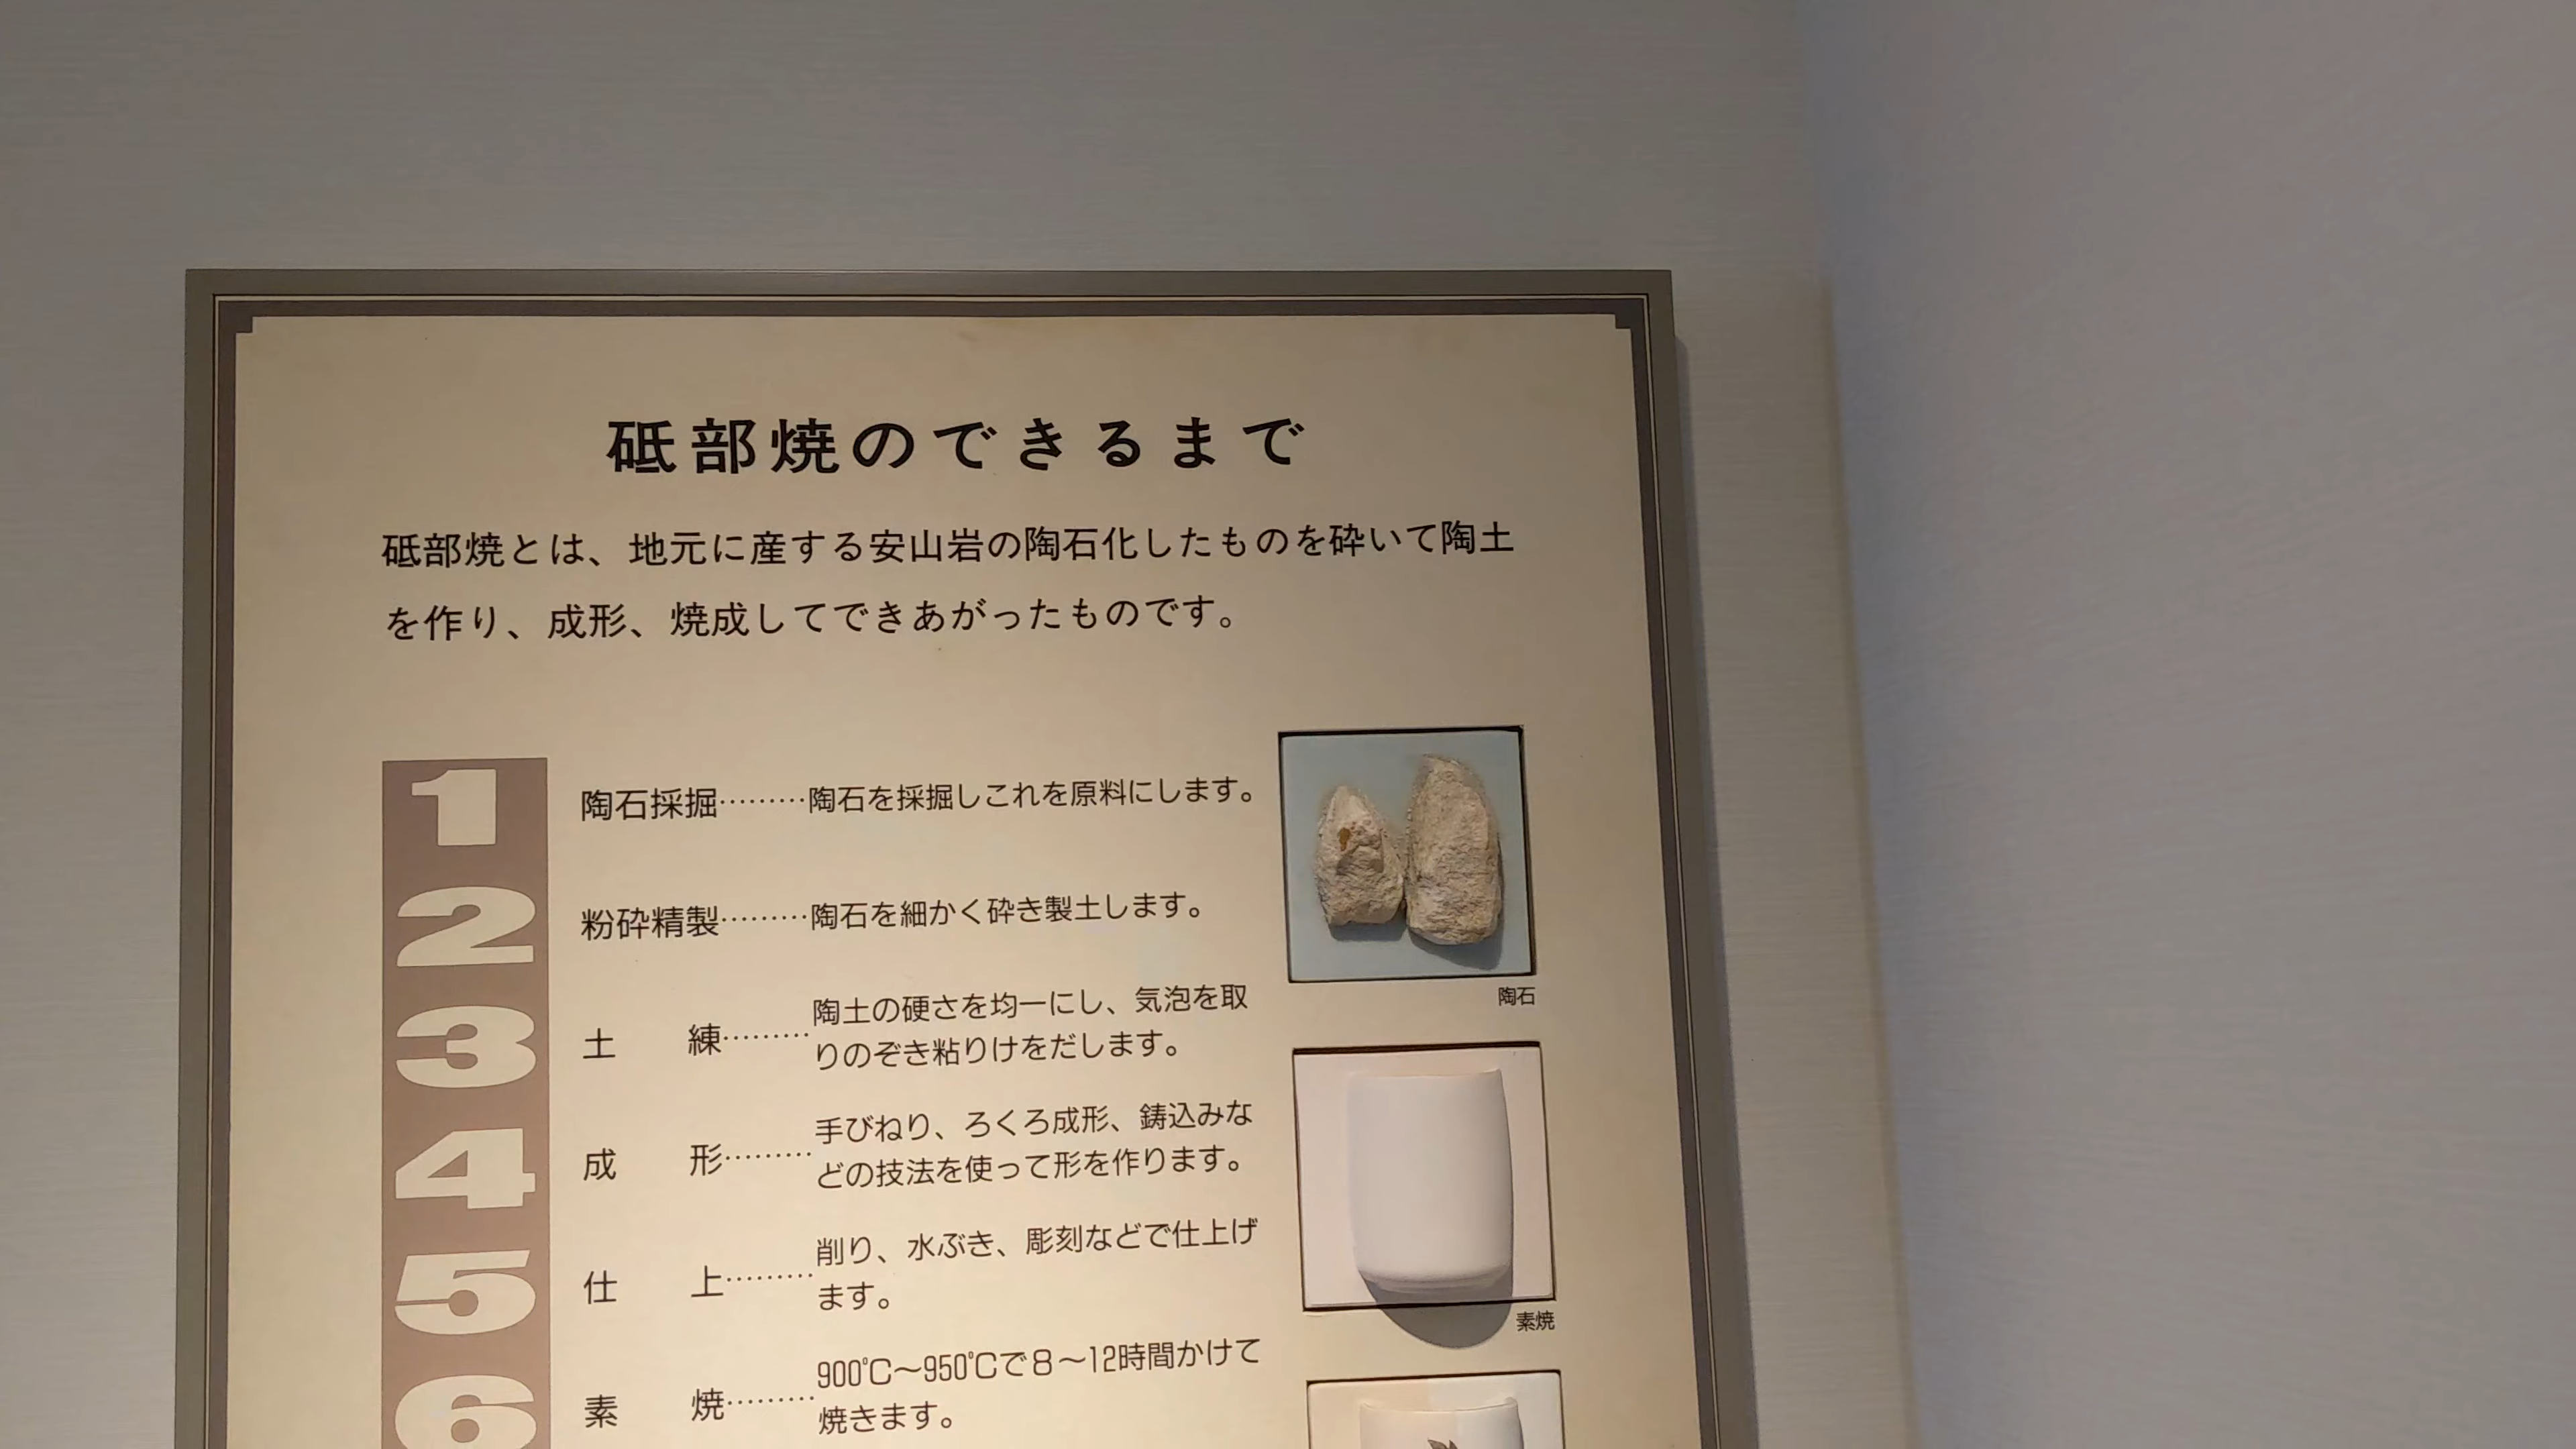 砥部焼のできるまで
砥部焼とは、地元に産する安山岩の陶石化したものを砕いて陶土
を作り、成形、焼成してできあがったものです。
1 陶石採掘………陶石を採掘しこれを原料にします。
2 粉砕精製………陶石を細かく砕き製土します。
陶石
3 土　練………陶土の硬さを均一にし、気泡を取
りのぞき粘りけをだします。
4 成　形………手びねり、ろくろ成形、鋳込みな
どの技法を使って形を作ります。
5 仕　上………削り、水ぶき、彫刻などで仕上げ
ます。
素焼
6 素　焼………900℃〜950℃で8〜12時間かけて
焼きます。